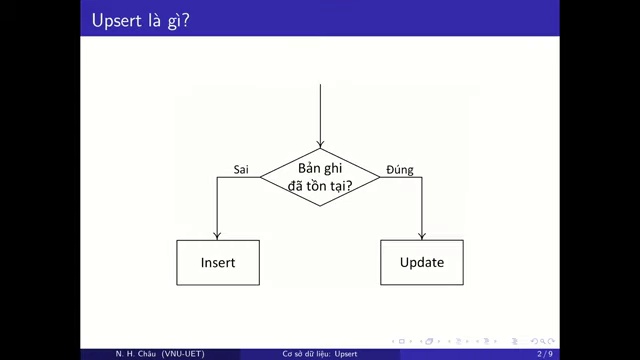 Upsert là gì?
Bản ghi
đã tồn tại?
Sai
Đúng
Insert
Update
N. H. Châu (VNU-UET)
Cơ sở dữ liệu: Upsert
2 / 9